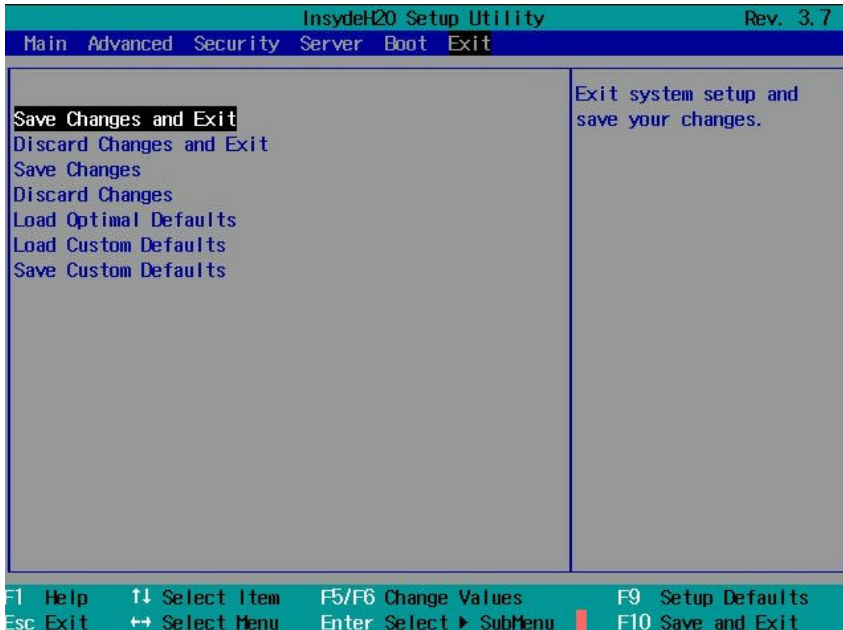 InsydeH2O Setup Utility Rev. 3.7
Main Advanced Security Server Boot Exit
Exit system setup and
save your changes.
Save Changes and Exit
Discard Changes and Exit
Save Changes
Discard Changes
Load Optimal Defaults
Load Custom Defaults
Save Custom Defaults
F1 Help ↑↓ Select Item F5/F6 Change Values F9 Setup Defaults
Esc Exit ↔ Select Menu Enter Select ▶ SubMenu F10 Save and Exit